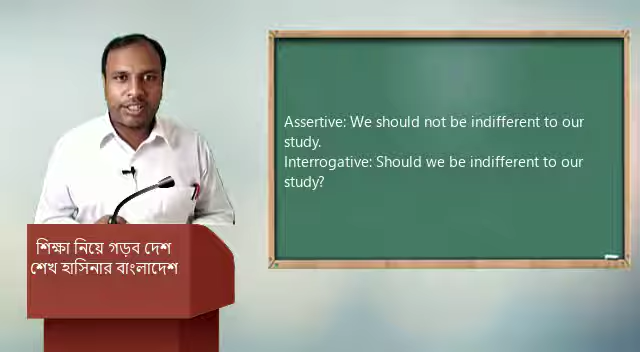 Assertive: We should not be indifferent to our
study.
Interrogative: Should we be indifferent to our
study?
শিক্ষা নিয়ে গড়ব দেশ
শেখ হাসিনার বাংলাদেশ